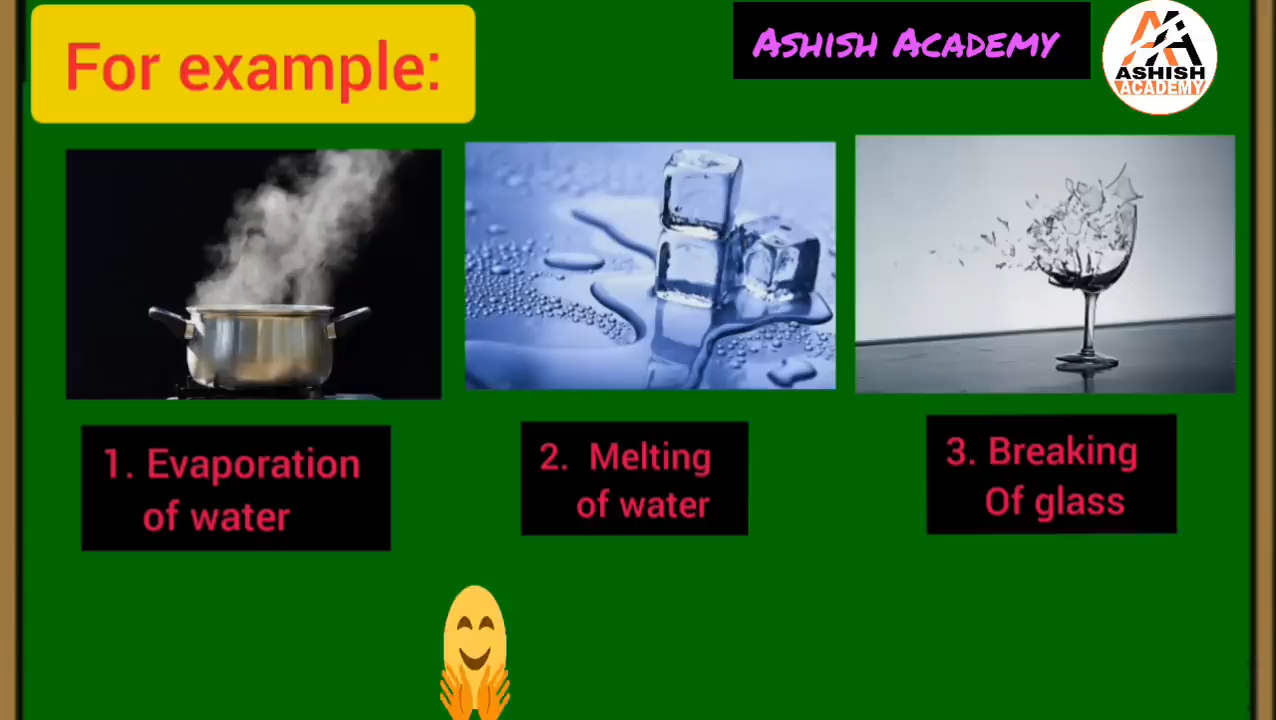 For example:
Ashish Academy
ASHISH
ACADEMY
1. Evaporation
of water
2. Melting
of water
3. Breaking
Of glass